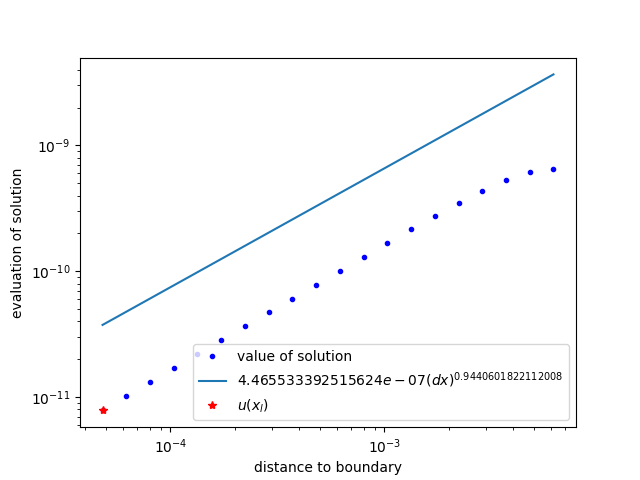 evaluation of solution
10⁻⁹
10⁻¹⁰
10⁻¹¹
value of solution
4.465533392515624e − 07(dx)^0.9440601822112008
u(x_l)
10⁻⁴
10⁻³
distance to boundary